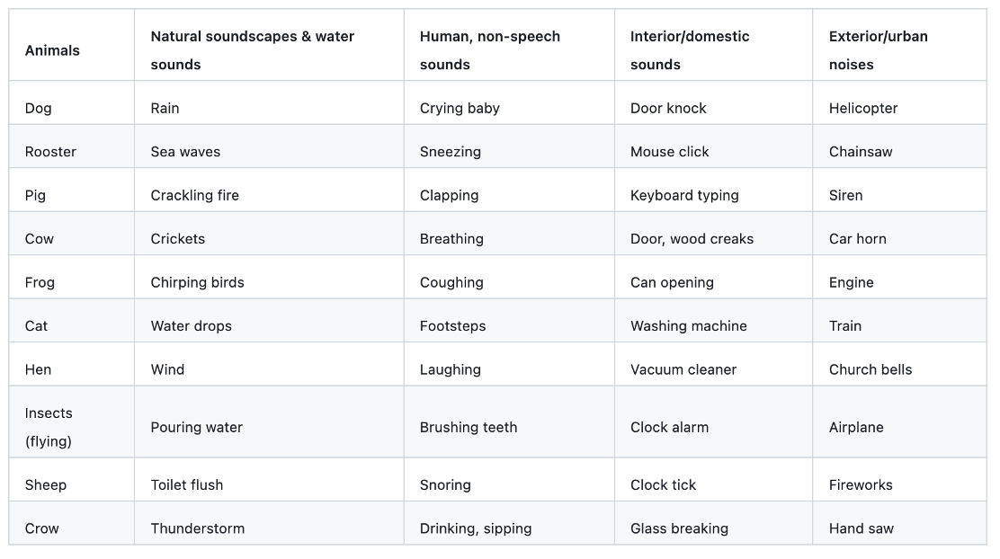 Animals
Natural soundscapes & water
sounds
Human, non-speech
sounds
Interior/domestic
sounds
Exterior/urban
noises
Dog
Rain
Crying baby
Door knock
Helicopter
Rooster
Sea waves
Sneezing
Mouse click
Chainsaw
Pig
Crackling fire
Clapping
Keyboard typing
Siren
Cow
Crickets
Breathing
Door, wood creaks
Car horn
Frog
Chirping birds
Coughing
Can opening
Engine
Cat
Water drops
Footsteps
Washing machine
Train
Hen
Wind
Laughing
Vacuum cleaner
Church bells
Insects
(flying)
Pouring water
Brushing teeth
Clock alarm
Airplane
Sheep
Toilet flush
Snoring
Clock tick
Fireworks
Crow
Thunderstorm
Drinking, sipping
Glass breaking
Hand saw